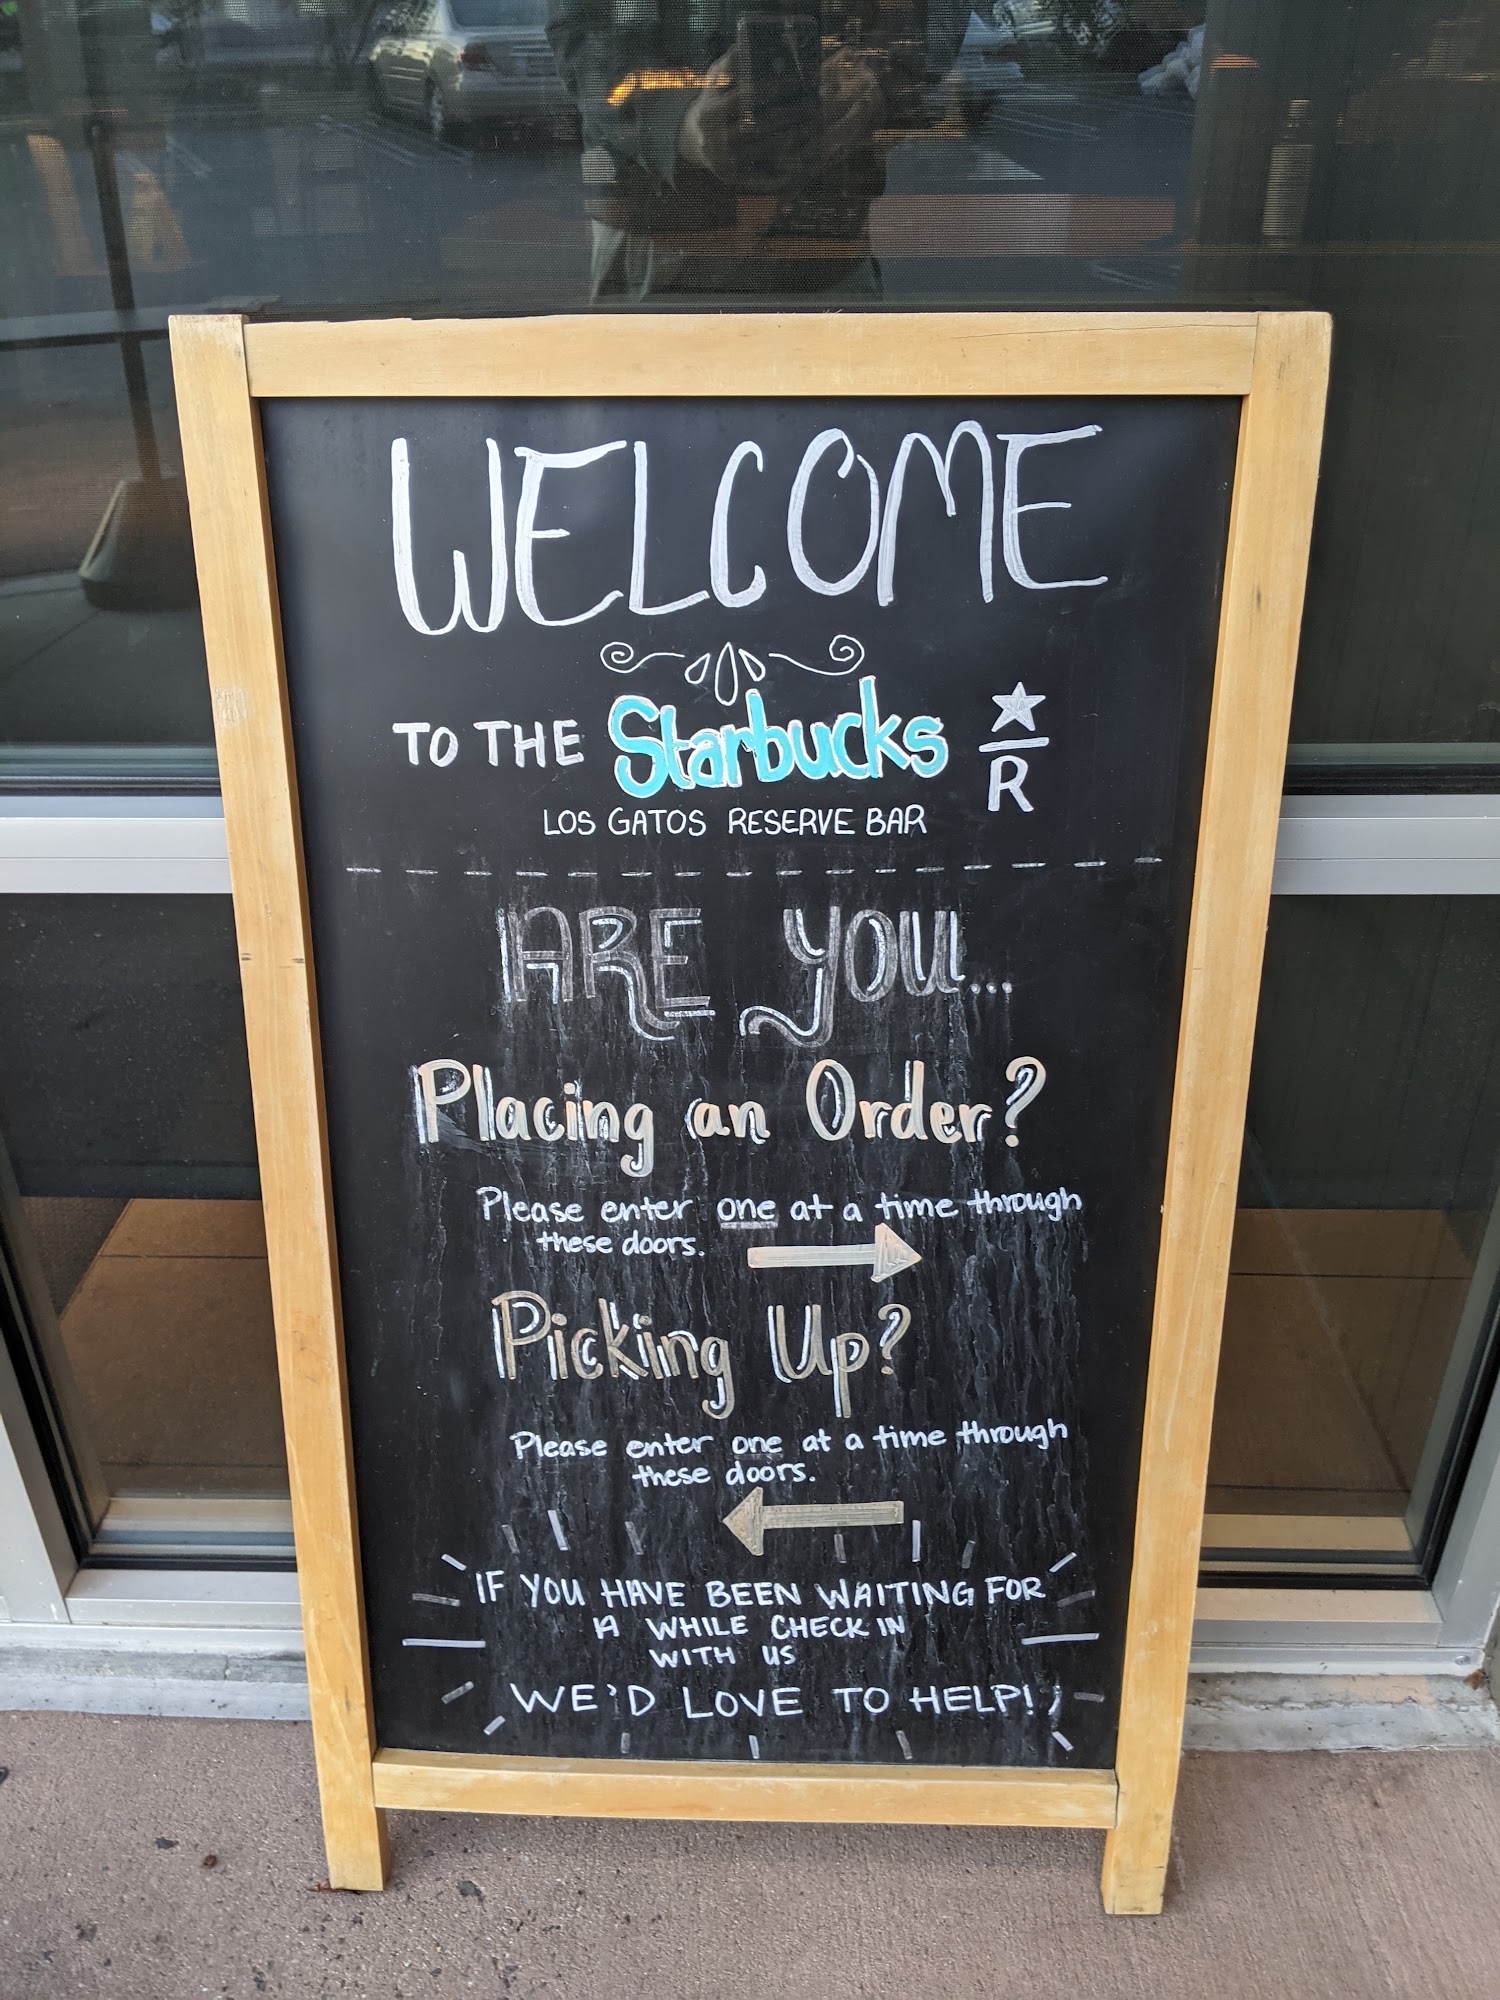 WELCOME
TO THE Starbucks
R
LOS GATOS RESERVE BAR
ARE YOU...
Placing an Order?
Please enter one at a time through
these doors.
Picking Up?
Please enter one at a time through
these doors.
IF YOU HAVE BEEN WAITING FOR
A WHILE CHECK IN
WITH US
WE'D LOVE TO HELP!